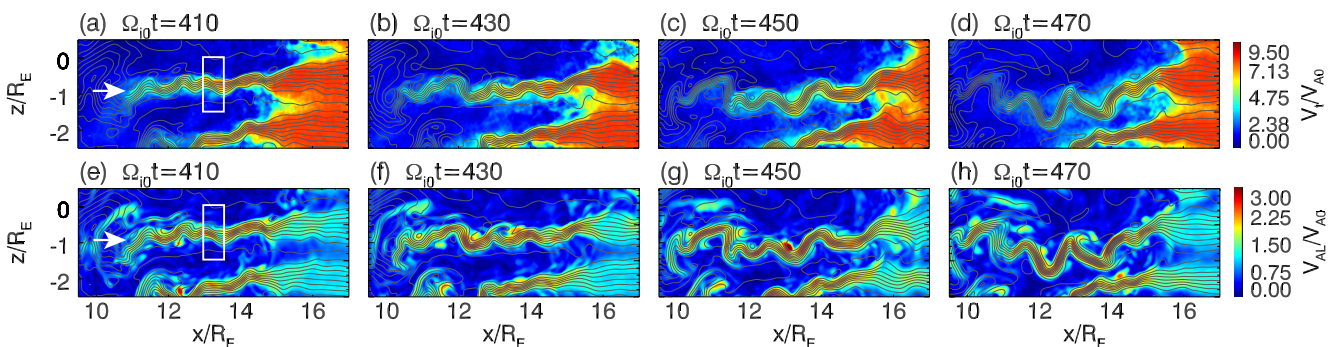 (a) Ωi0t=410 (b) Ωi0t=430 (c) Ωi0t=450 (d) Ωi0t=470
0
-1
-2
z/RE
9.50
7.13
4.75
2.38
0.00
Vi/VA0
(e) Ωi0t=410 (f) Ωi0t=430 (g) Ωi0t=450 (h) Ωi0t=470
0
-1
-2
z/RE
3.00
2.25
1.50
0.75
0.00
VAL/VA0
10 12 14 16 10 12 14 16 10 12 14 16 10 12 14 16
x/RE x/RE x/RE x/RE